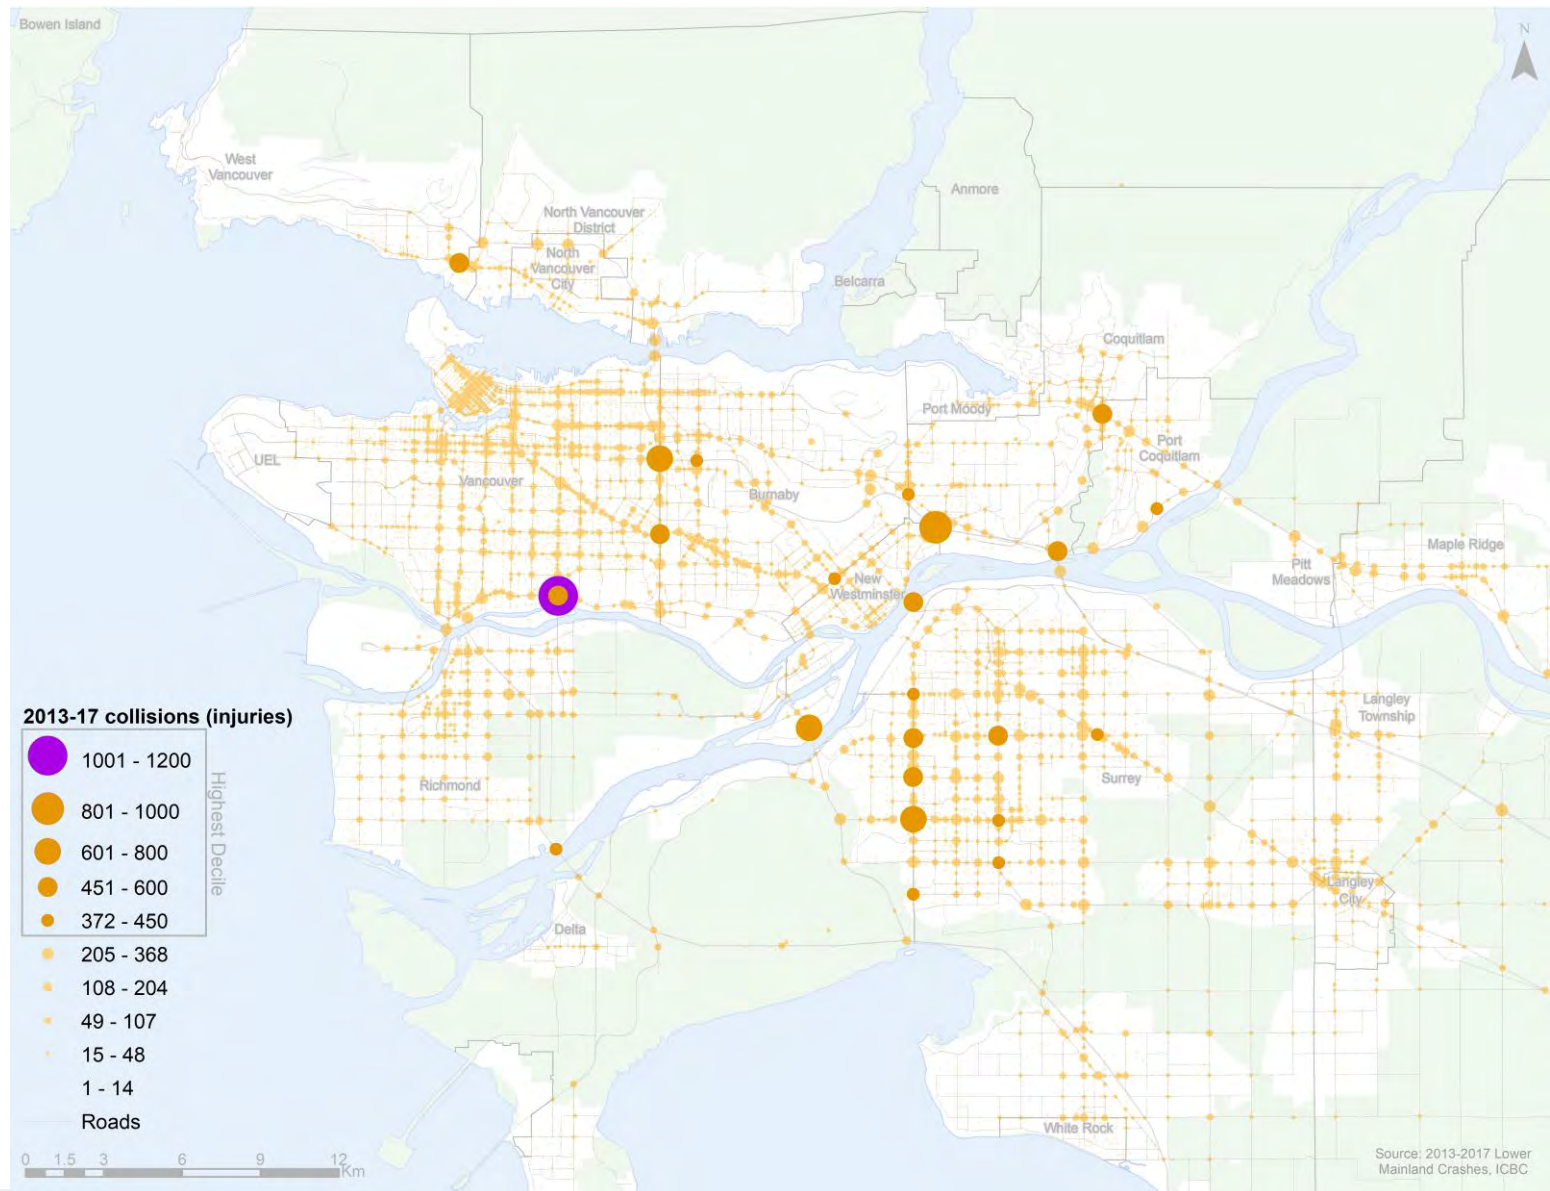 Bowen Island
N
West
Vancouver
North Vancouver
District
North
Vancouver
City
Anmore
Belcarra
Coquitlam
Port Moody
Port
Coquitlam
UEL
Vancouver
Burnaby
New
Westminster
Pitt
Meadows
Maple Ridge
Langley
Township
Richmond
Surrey
Langley
City
Delta
White Rock
2013-17 collisions (injuries)
1001 - 1200
801 - 1000
601 - 800
451 - 600
372 - 450
Highest Decile
205 - 368
108 - 204
49 - 107
15 - 48
1 - 14
Roads
0 1.5 3 6 9 12
Km
Source: 2013-2017 Lower
Mainland Crashes, ICBC